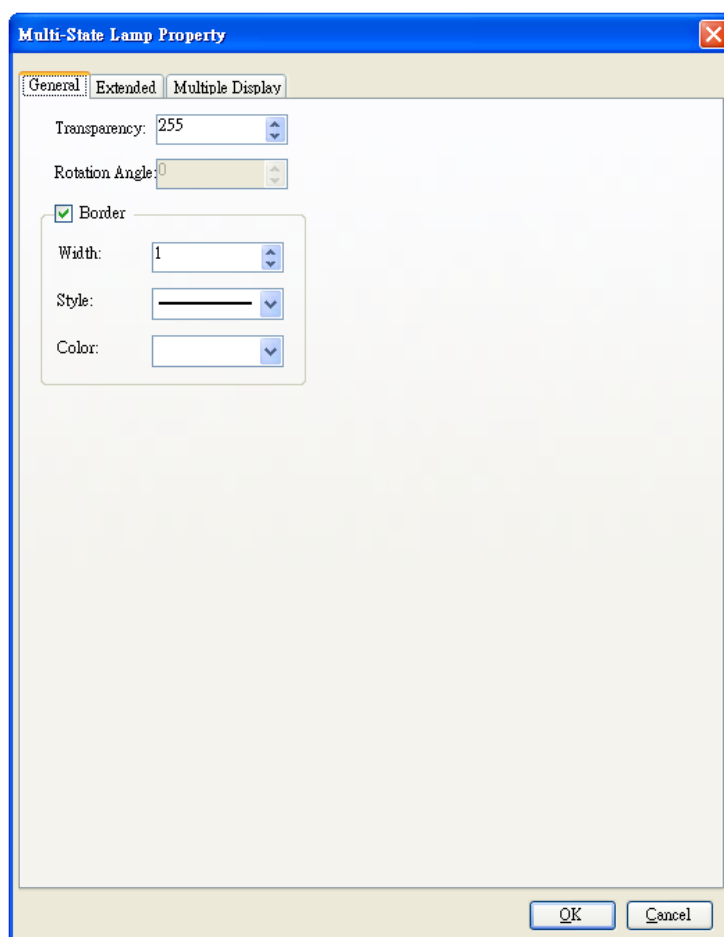 Multi-State Lamp Property
General Extended Multiple Display
Transparency: 255
Rotation Angle: 0
Border
Width: 1
Style:
Color:
OK Cancel